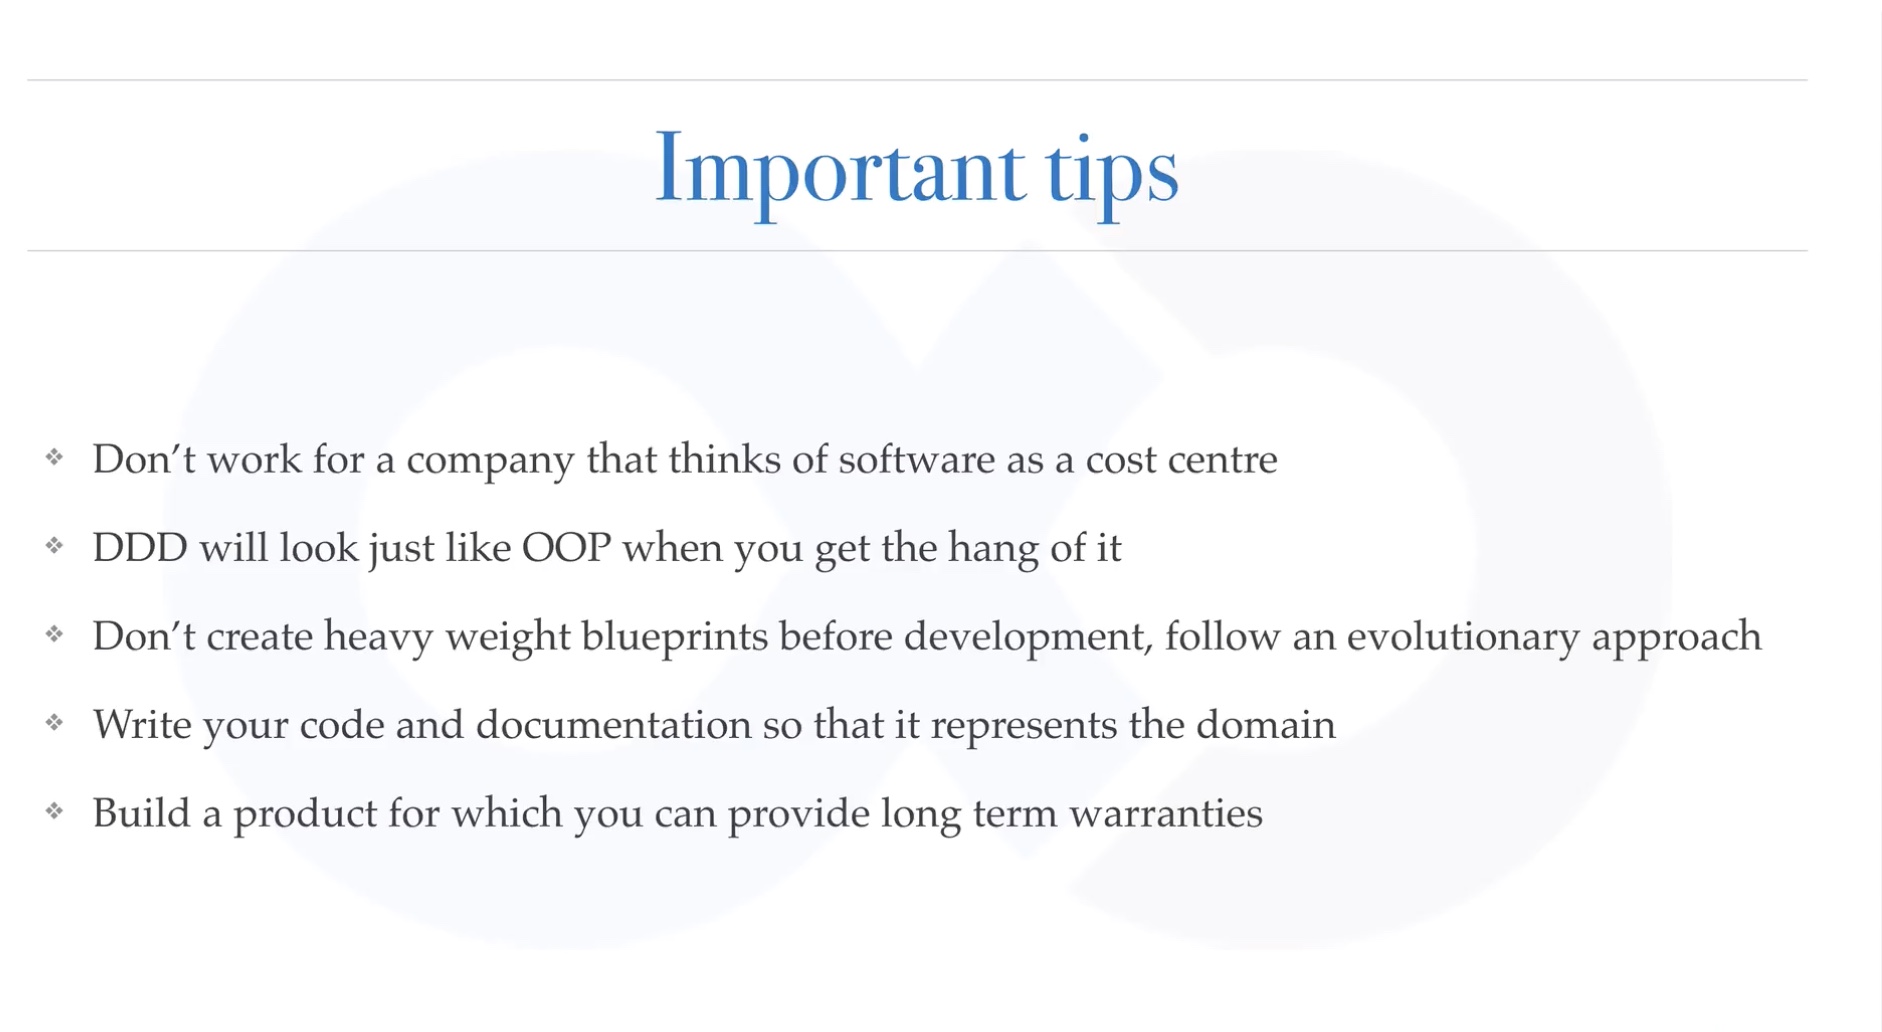 Important tips
❖ Don’t work for a company that thinks of software as a cost centre
❖ DDD will look just like OOP when you get the hang of it
❖ Don’t create heavy weight blueprints before development, follow an evolutionary approach
❖ Write your code and documentation so that it represents the domain
❖ Build a product for which you can provide long term warranties